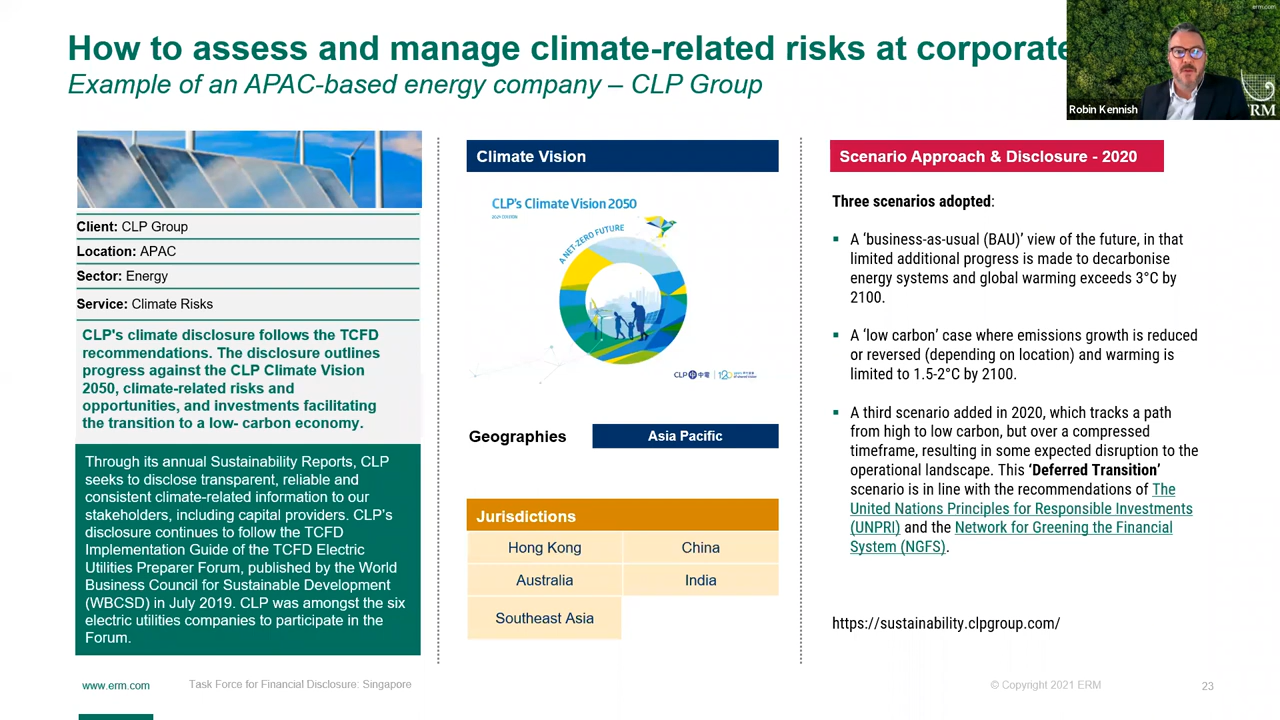 How to assess and manage climate-related risks at corporate
Example of an APAC-based energy company – CLP Group
erm.com
Robin Kennish
ERM
Client: CLP Group
Location: APAC
Sector: Energy
Service: Climate Risks
CLP's climate disclosure follows the TCFD
recommendations. The disclosure outlines
progress against the CLP Climate Vision
2050, climate-related risks and
opportunities, and investments facilitating
the transition to a low- carbon economy.
Through its annual Sustainability Reports, CLP
seeks to disclose transparent, reliable and
consistent climate-related information to our
stakeholders, including capital providers. CLP's
disclosure continues to follow the TCFD
Implementation Guide of the TCFD Electric
Utilities Preparer Forum, published by the World
Business Council for Sustainable Development
(WBCSD) in July 2019. CLP was amongst the six
electric utilities companies to participate in the
Forum.
Climate Vision
CLP's Climate Vision 2050
A NET-ZERO FUTURE
CLP 中電
Geographies
Asia Pacific
Jurisdictions
Hong Kong
China
Australia
India
Southeast Asia
Scenario Approach & Disclosure - 2020
Three scenarios adopted:
▪ A ‘business-as-usual (BAU)’ view of the future, in that
limited additional progress is made to decarbonise
energy systems and global warming exceeds 3°C by
2100.
▪ A ‘low carbon’ case where emissions growth is reduced
or reversed (depending on location) and warming is
limited to 1.5-2°C by 2100.
▪ A third scenario added in 2020, which tracks a path
from high to low carbon, but over a compressed
timeframe, resulting in some expected disruption to the
operational landscape. This ‘Deferred Transition’
scenario is in line with the recommendations of The
United Nations Principles for Responsible Investments
(UNPRI) and the Network for Greening the Financial
System (NGFS).
https://sustainability.clpgroup.com/
www.erm.com
Task Force for Financial Disclosure: Singapore
© Copyright 2021 ERM
23